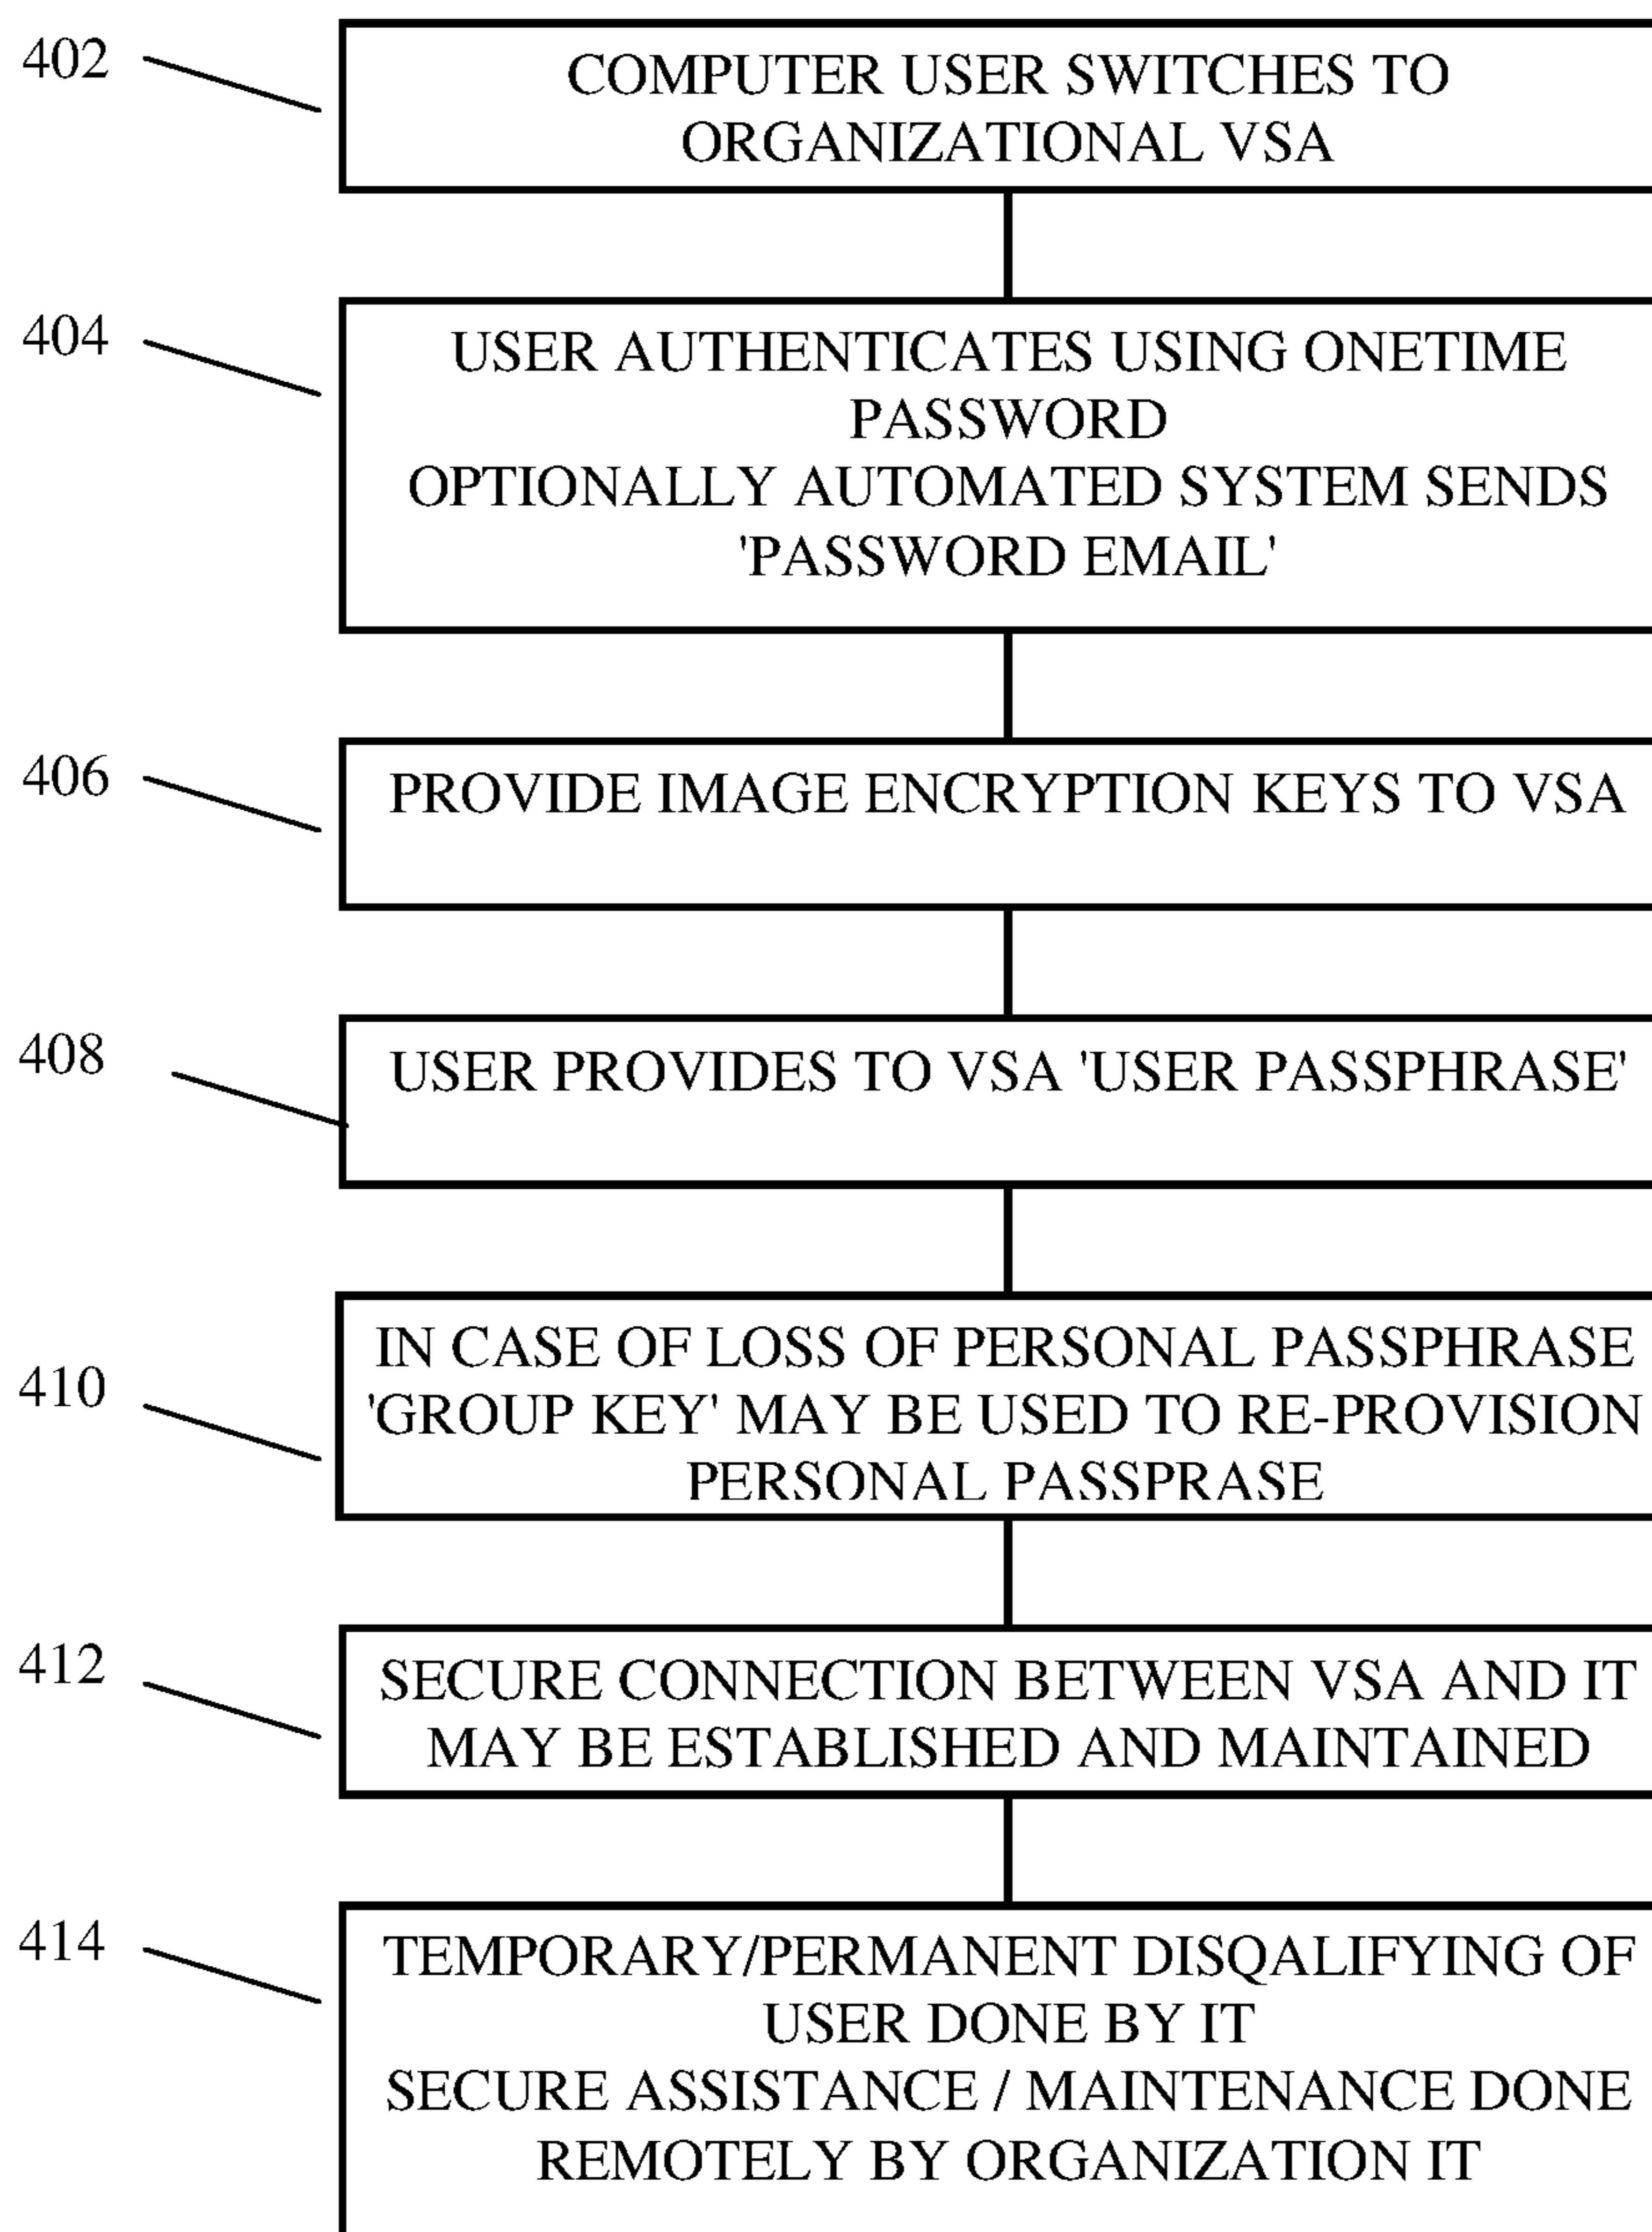 402
COMPUTER USER SWITCHES TO
ORGANIZATIONAL VSA
404
USER AUTHENTICATES USING ONETIME
PASSWORD
OPTIONALLY AUTOMATED SYSTEM SENDS
'PASSWORD EMAIL'
406
PROVIDE IMAGE ENCRYPTION KEYS TO VSA
408
USER PROVIDES TO VSA 'USER PASSPHRASE'
410
IN CASE OF LOSS OF PERSONAL PASSPHRASE
'GROUP KEY' MAY BE USED TO RE-PROVISION
PERSONAL PASSPRASE
412
SECURE CONNECTION BETWEEN VSA AND IT
MAY BE ESTABLISHED AND MAINTAINED
414
TEMPORARY/PERMANENT DISQALIFYING OF
USER DONE BY IT
SECURE ASSISTANCE / MAINTENANCE DONE
REMOTELY BY ORGANIZATION IT